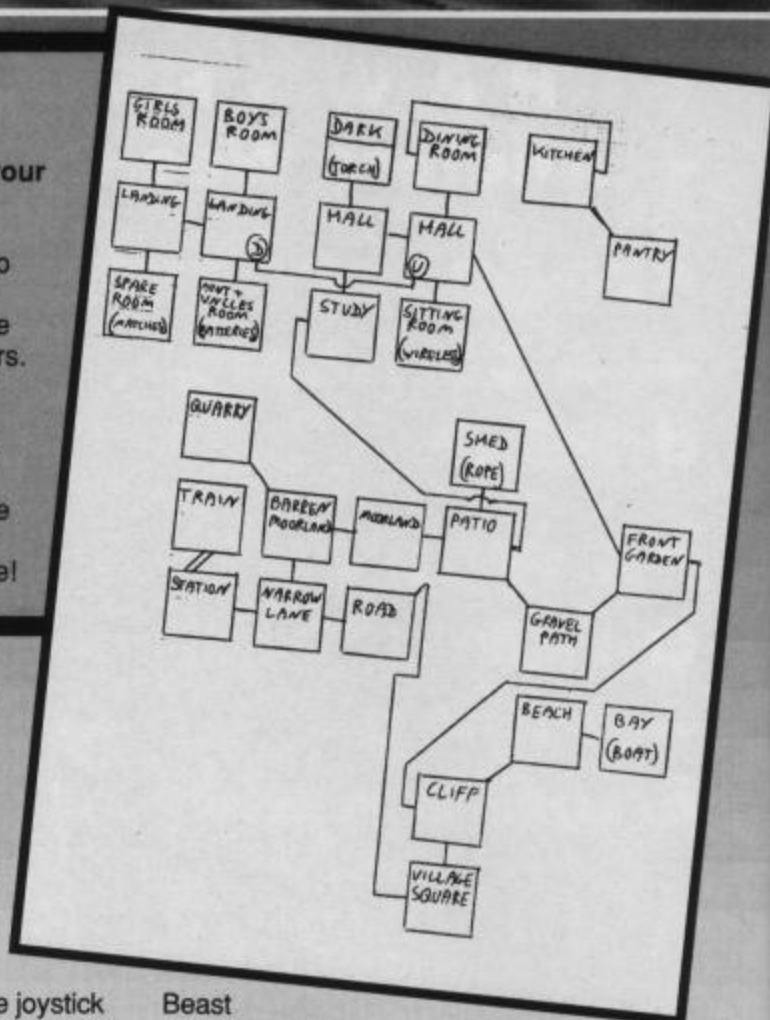 our
o
e
rs.
e
e!
GIRLS
ROOM
BOYS
ROOM
DARK
(TORCH)
DINING
ROOM
KITCHEN
LANDING
LANDING
D
HALL
HALL
U
PANTRY
SPARE
ROOM
(MATCHES)
AUNT +
UNCLES
ROOM
(BATTERIES)
STUDY
SITTING
ROOM
(WIRELESS)
QUARRY
SHED
(ROPE)
TRAIN
BARREN
MOORLAND
MOORLAND
PATIO
FRONT
GARDEN
STATION
NARROW
LANE
ROAD
GRAVEL
PATH
BEACH
BAY
(BOAT)
CLIFF
VILLAGE
SQUARE
e joystick
Beast